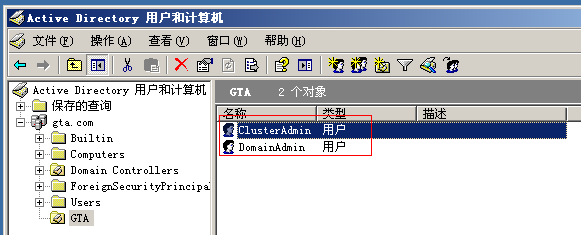 Active Directory 用户和计算机
文件(F) 操作(A) 查看(V) 窗口(W) 帮助(H)
Active Directory 用户和计算机
保存的查询
gta.com
Builtin
Computers
Domain Controllers
ForeignSecurityPrincipal
Users
GTA
GTA 2 个对象
名称 类型 描述
ClusterAdmin 用户
DomainAdmin 用户